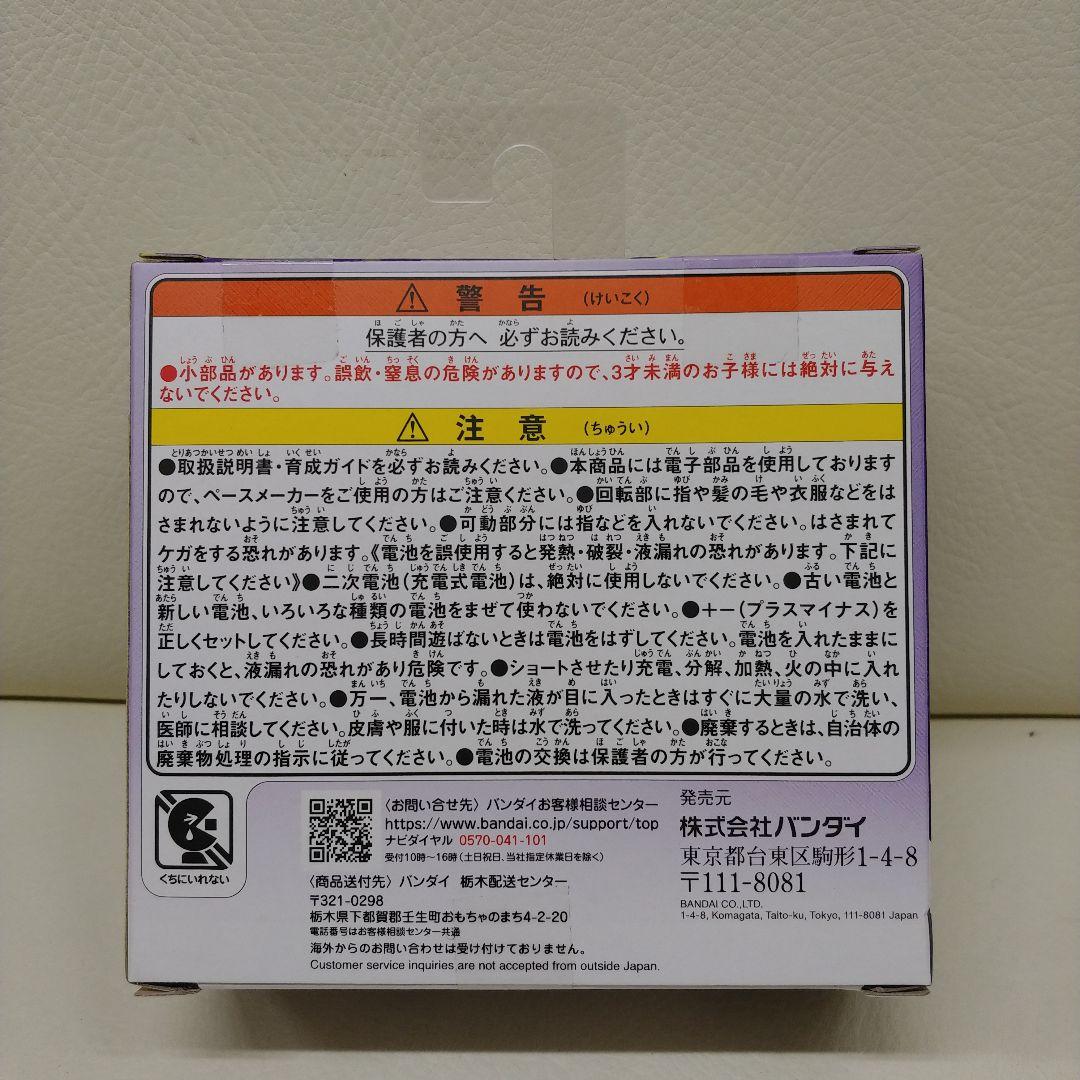 警告 (けいこく)
保護者の方へ 必ずお読みください。
●小部品があります。誤飲・窒息の危険がありますので、3才未満のお子様には絶対に与え
ないでください。
注意 (ちゅうい)
●取扱説明書・育成ガイドを必ずお読みください。●本商品には電子部品を使用しております
ので、ペースメーカーをご使用の方はご注意ください。●回転部に指や髪の毛や衣服などをは
さまれないように注意してください。●可動部分には指などを入れないでください。はさまれて
ケガをする恐れがあります。《電池を誤使用すると発熱・破裂・液漏れの恐れがあります。下記に
注意してください》●二次電池(充電式電池)は、絶対に使用しないでください。●古い電池と
新しい電池、いろいろな種類の電池をまぜて使わないでください。●+-(プラスマイナス)を
正しくセットしてください。●長時間遊ばないときは電池をはずしてください。電池を入れたままに
しておくと、液漏れの恐れがあり危険です。●ショートさせたり充電、分解、加熱、火の中に入れ
たりしないでください。●万一、電池から漏れた液が目に入ったときはすぐに大量の水で洗い、
医師に相談してください。皮膚や服に付いた時は水で洗ってください。●廃棄するときは、自治体の
廃棄物処理の指示に従ってください。●電池の交換は保護者の方が行ってください。
くちにいれない
〈お問い合せ先〉バンダイお客様相談センター
https://www.bandai.co.jp/support/top
ナビダイヤル 0570-041-101
受付10時~16時(土日祝日、当社指定休業日を除く)
〈商品送付先〉バンダイ 栃木配送センター
〒321-0298
栃木県下都賀郡壬生町おもちゃのまち4-2-20
電話番号はお客様相談センター共通
海外からのお問い合わせは受け付けておりません。
Customer service inquiries are not accepted from outside Japan.
発売元
株式会社バンダイ
東京都台東区駒形1-4-8
〒111-8081
BANDAI CO.,LTD.
1-4-8, Komagata, Taito-ku, Tokyo, 111-8081 Japan